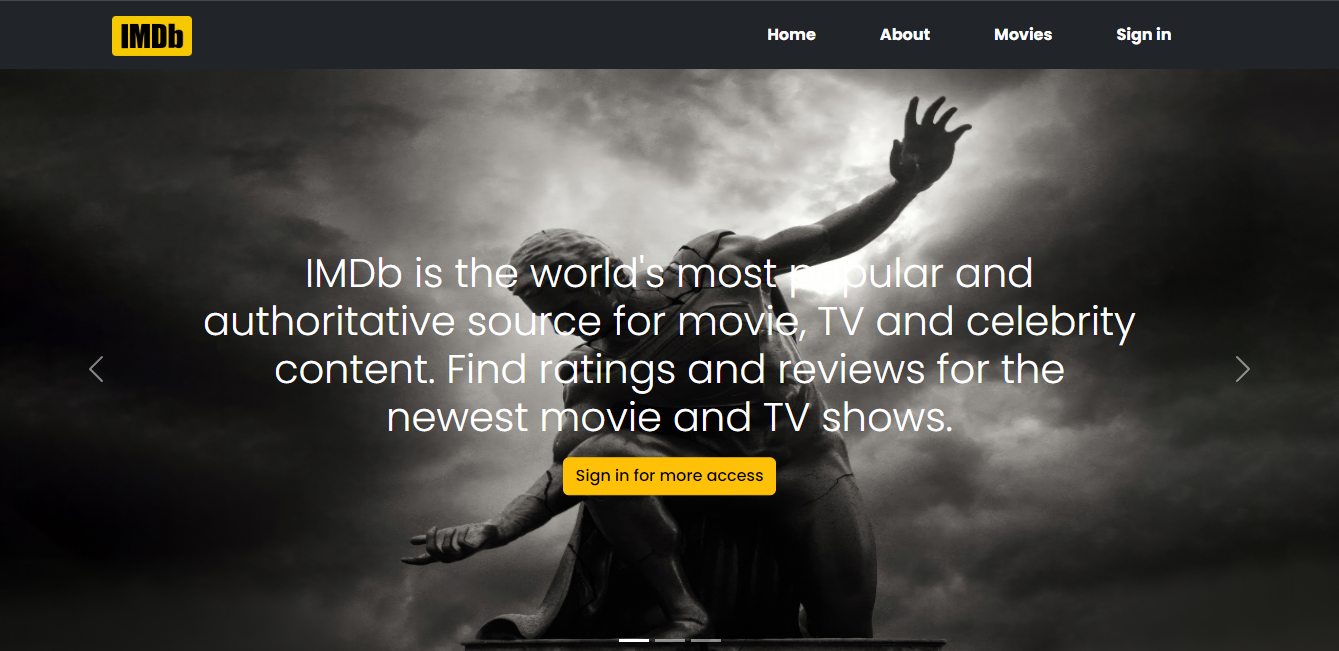 IMDb
Home About Movies Sign in
IMDb is the world's most popular and
authoritative source for movie, TV and celebrity
content. Find ratings and reviews for the
newest movie and TV shows.
Sign in for more access